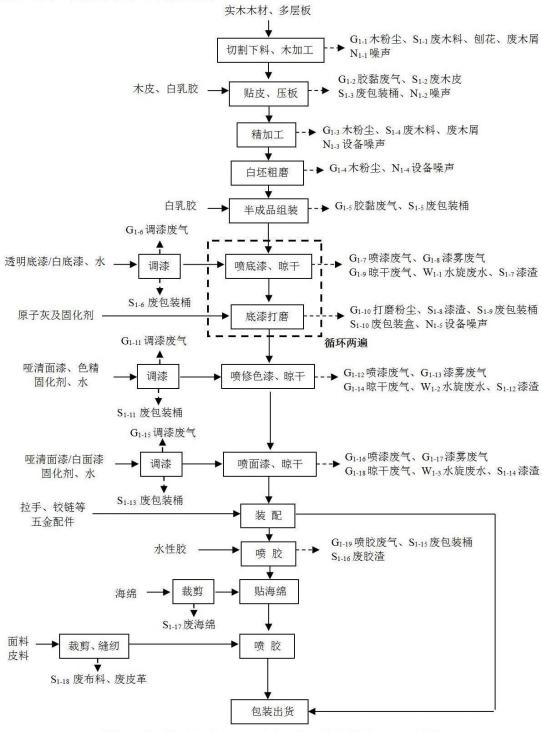 实木木材、多层板
切割下料、木加工
G1-1 木粉尘、S1-1 废木料、刨花、废木屑
N1-1 噪声
木皮、白乳胶
贴皮、压板
G1-2 胶黏废气、S1-2 废木皮
S1-3 废包装桶、N1-2 噪声
精加工
G1-3 木粉尘、S1-4 废木料、废木屑
N1-3 设备噪声
白坯粗磨
G1-4 木粉尘、N1-4 设备噪声
白乳胶
半成品组装
G1-5 胶黏废气、S1-5 废包装桶
G1-6 调漆废气
透明底漆/白底漆、水
调漆
喷底漆、晾干
G1-7 喷漆废气、G1-8 漆雾废气
G1-9 晾干废气、W1-1 水旋废水、S1-7 漆渣
S1-6 废包装桶
原子灰及固化剂
底漆打磨
G1-10 打磨粉尘、S1-8 漆渣、S1-9 废包装桶
S1-10 废包装盒、N1-5 设备噪声
循环两遍
G1-11 调漆废气
哑清面漆、色精
固化剂、水
调漆
喷修色漆、晾干
G1-12 喷漆废气、G1-13 漆雾废气
G1-14 晾干废气、W1-2 水旋废水、S1-12 漆渣
S1-11 废包装桶
G1-15 调漆废气
哑清面漆/白面漆
固化剂、水
调漆
喷面漆、晾干
G1-16 喷漆废气、G1-17 漆雾废气
G1-18 晾干废气、W1-3 水旋废水、S1-14 漆渣
S1-13 废包装桶
拉手、铰链等
五金配件
装 配
水性胶
喷 胶
G1-19 喷胶废气、S1-15 废包装桶
S1-16 废胶渣
海绵
裁剪
贴海绵
S1-17 废海绵
面料
皮料
裁剪、缝纫
喷 胶
S1-18 废布料、废皮革
包装出货